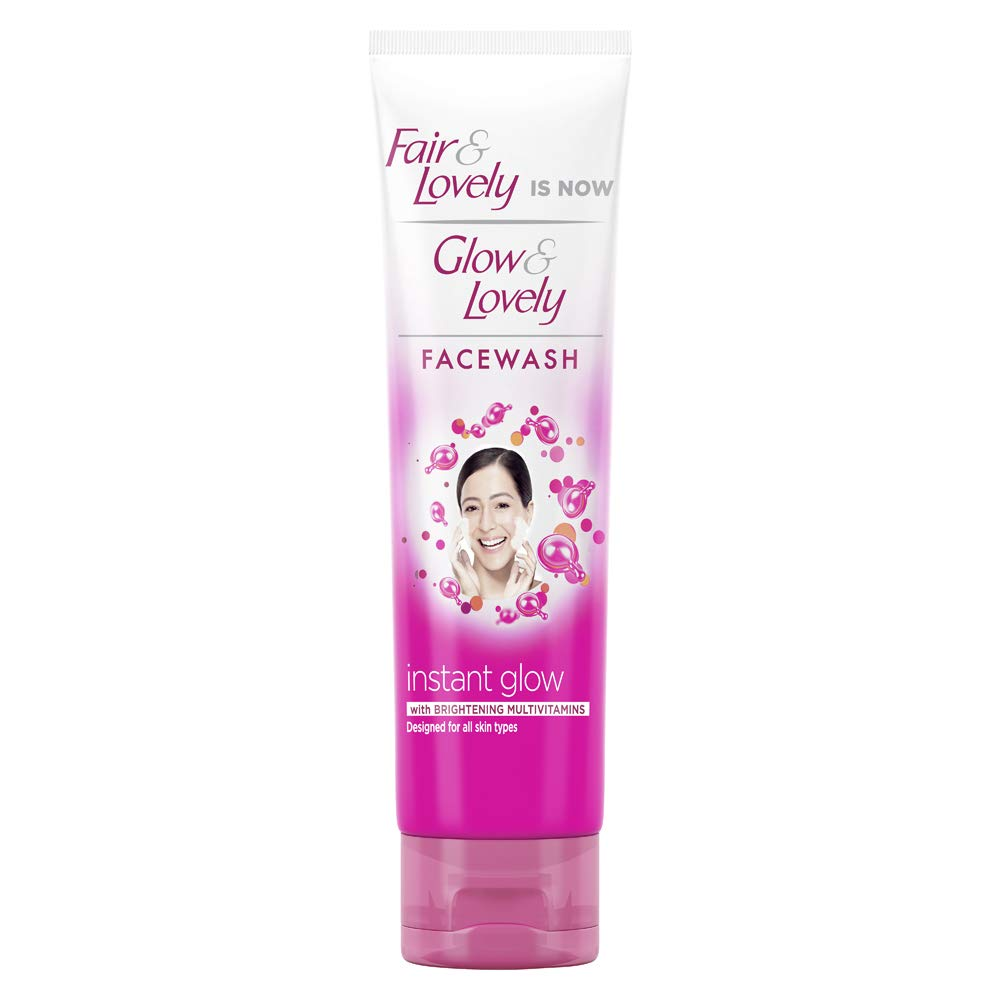 Fair &
Lovely IS NOW
Glow &
Lovely
FACEWASH
instant glow
with BRIGHTENING MULTIVITAMINS
Designed for all skin types